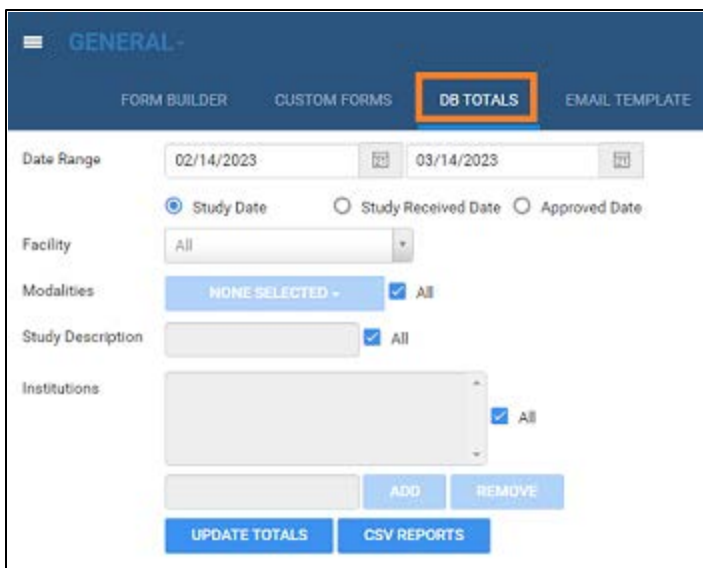 GENERAL
FORM BUILDER CUSTOM FORMS DB TOTALS EMAIL TEMPLATE
Date Range 02/14/2023 03/14/2023
Study Date Study Received Date Approved Date
Facility All
Modalities NONE SELECTED All
Study Description All
Institutions
All
ADD REMOVE
UPDATE TOTALS CSV REPORTS